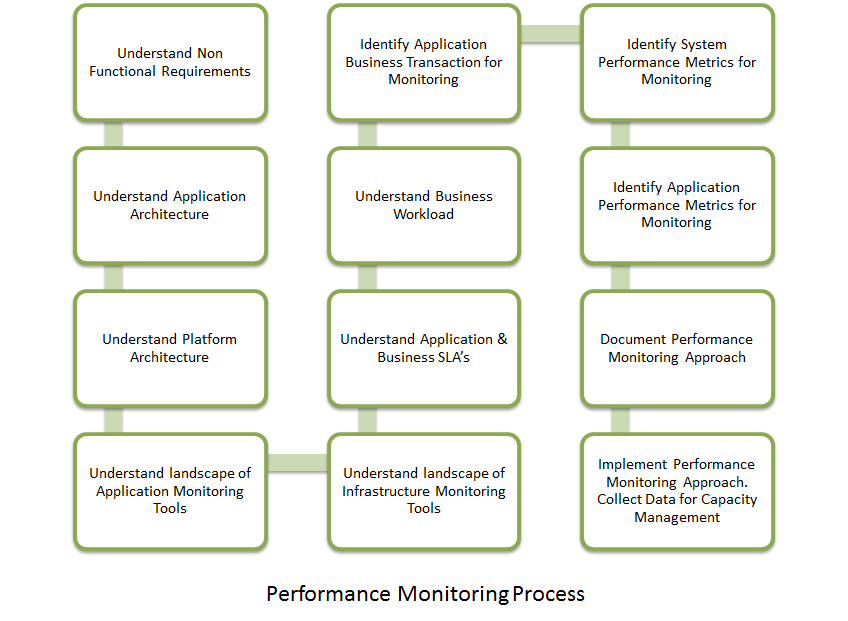 Understand Non
Functional Requirements
Understand Application
Architecture
Understand Platform
Architecture
Understand landscape of
Application Monitoring
Tools
Understand landscape of
Infrastructure Monitoring
Tools
Understand Application &
Business SLA’s
Understand Business
Workload
Identify Application
Business Transaction for
Monitoring
Identify System
Performance Metrics for
Monitoring
Identify Application
Performance Metrics for
Monitoring
Document Performance
Monitoring Approach
Implement Performance
Monitoring Approach.
Collect Data for Capacity
Management
Performance Monitoring Process